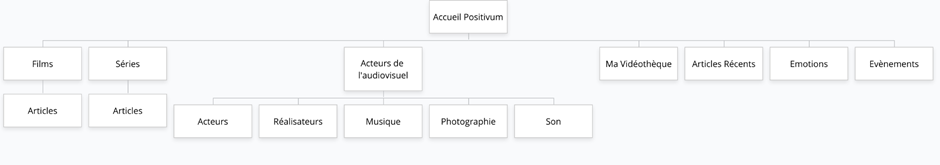 Accueil Positivum
Films
Séries
Acteurs de
l'audiovisuel
Ma Vidéothèque
Articles Récents
Emotions
Evènements
Articles
Articles
Acteurs
Réalisateurs
Musique
Photographie
Son